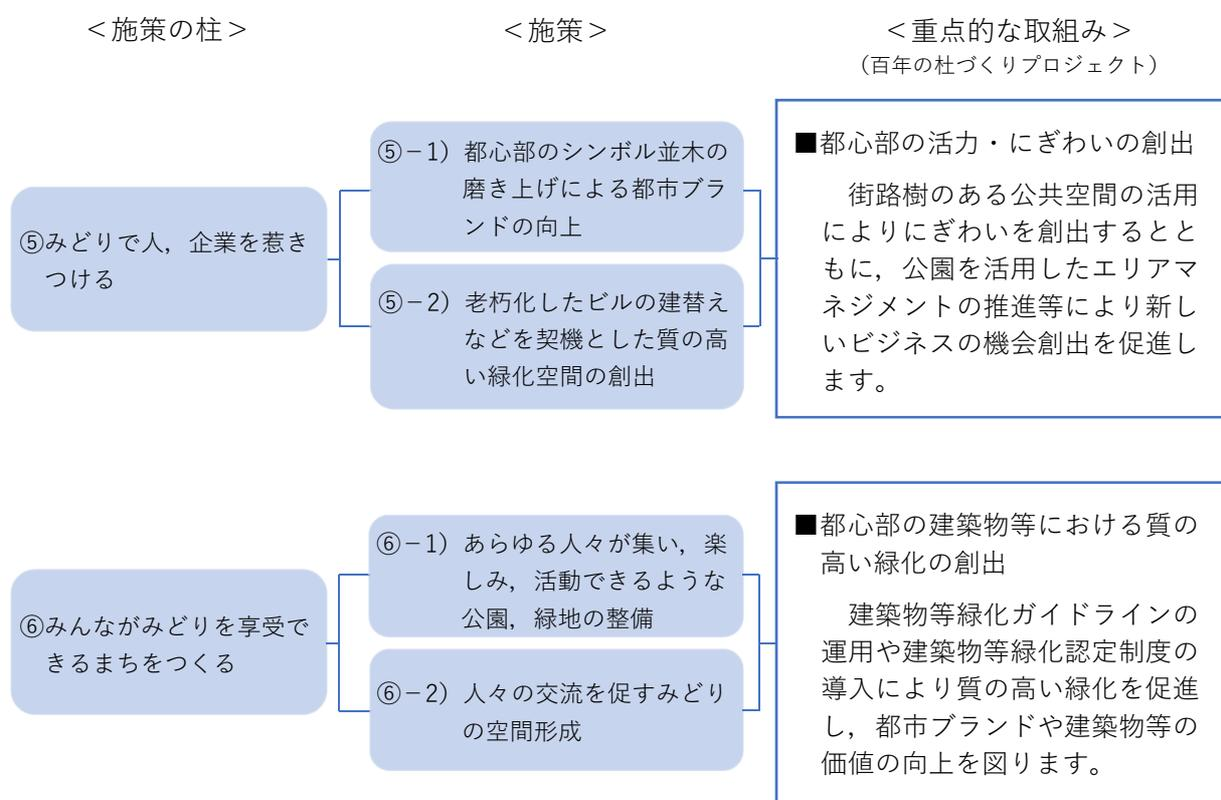 ＜施策の柱＞
＜施策＞
＜重点的な取組み＞
（百年の杜づくりプロジェクト）
⑤みどりで人，企業を惹き
つける
⑤－1）都心部のシンボル並木の
磨き上げによる都市ブラ
ンドの向上
⑤－2）老朽化したビルの建替え
などを契機とした質の高
い緑化空間の創出
■都心部の活力・にぎわいの創出
街路樹のある公共空間の活用
によりにぎわいを創出するとと
もに，公園を活用したエリアマ
ネジメントの推進等により新し
いビジネスの機会創出を促進し
ます。
⑥みんながみどりを享受で
きるまちをつくる
⑥－1）あらゆる人々が集い，楽
しみ，活動できるような
公園，緑地の整備
⑥－2）人々の交流を促すみどり
の空間形成
■都心部の建築物等における質の
高い緑化の創出
建築物等緑化ガイドラインの
運用や建築物等緑化認定制度の
導入により質の高い緑化を促進
し，都市ブランドや建築物等の
価値の向上を図ります。